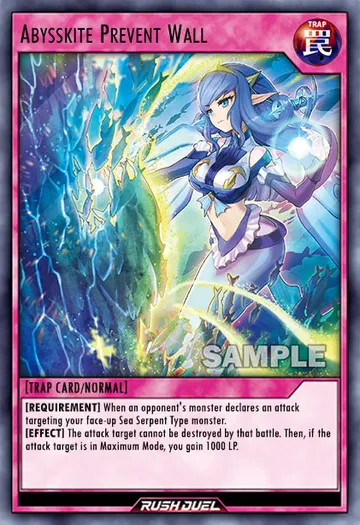 Abysskite Prevent Wall
TRAP
罠
SAMPLE
[TRAP CARD/NORMAL]
[REQUIREMENT] When an opponent's monster declares an attack
targeting your face-up Sea Serpent Type monster.
[EFFECT] The attack target cannot be destroyed by that battle. Then, if the
attack target is in Maximum Mode, you gain 1000 LP.
RUSH DUEL